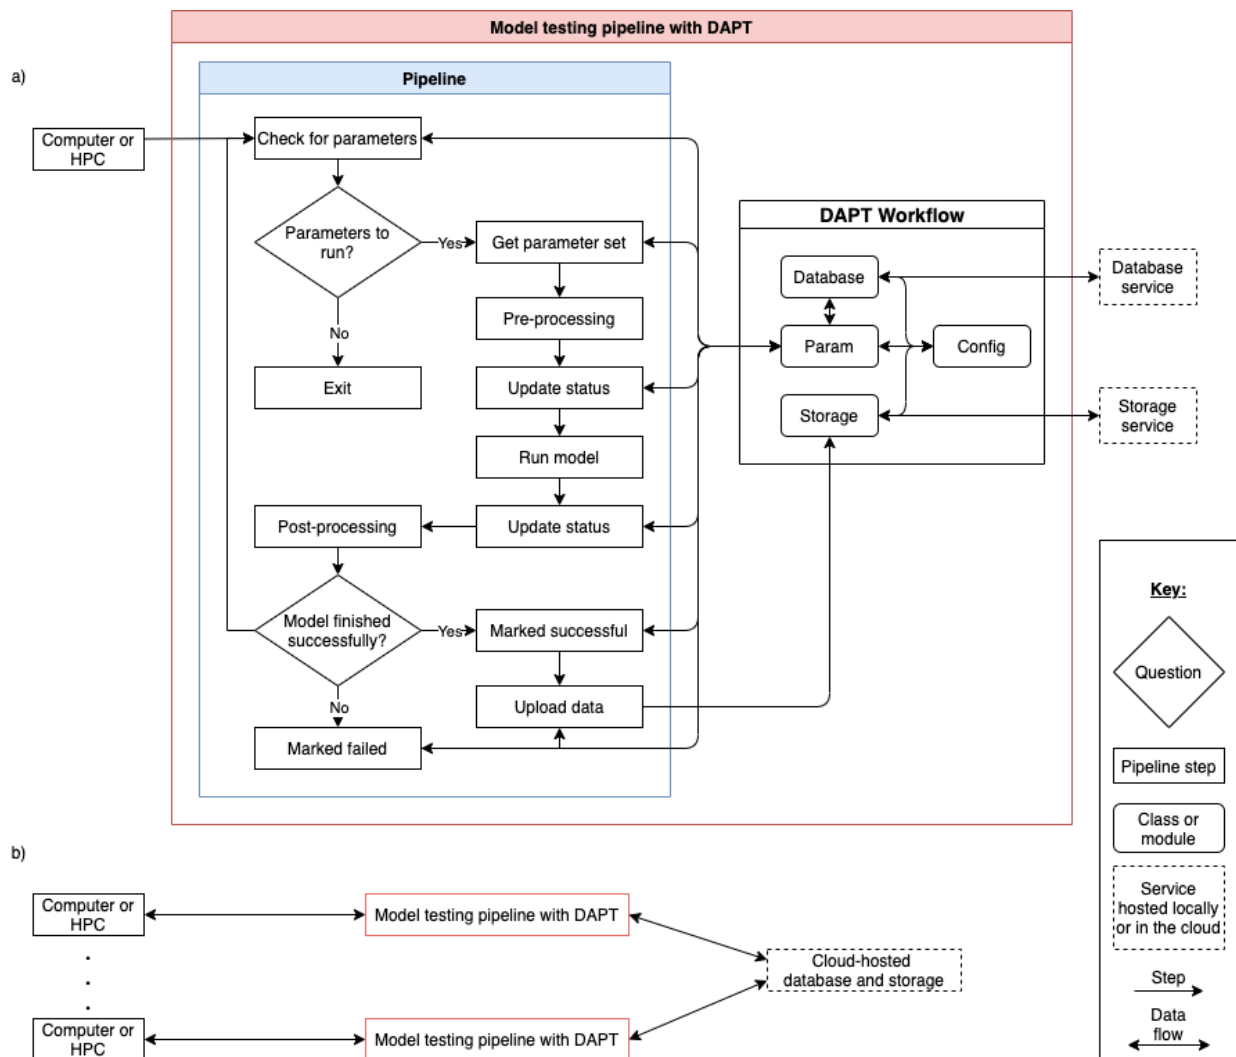 Model testing pipeline with DAPT
a)
Pipeline
Computer or
HPC
Check for parameters
Parameters to
run?
Yes
Get parameter set
No
Pre-processing
Exit
Update status
Run model
Post-processing
Update status
Model finished
successfully?
Yes
Marked successful
No
Upload data
Marked failed
DAPT Workflow
Database
Param
Config
Storage
Database
service
Storage
service
Key:
Question
Pipeline step
Class or
module
Service
hosted locally
or in the cloud
Step
Data
flow
b)
Computer or
HPC
Model testing pipeline with DAPT
Cloud-hosted
database and storage
Computer or
HPC
Model testing pipeline with DAPT